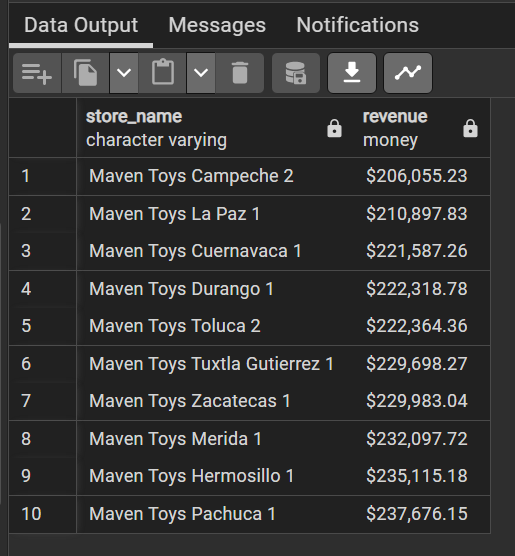 Data Output Messages Notifications
store_name revenue
character varying money
1 Maven Toys Campeche 2 $206,055.23
2 Maven Toys La Paz 1 $210,897.83
3 Maven Toys Cuernavaca 1 $221,587.26
4 Maven Toys Durango 1 $222,318.78
5 Maven Toys Toluca 2 $222,364.36
6 Maven Toys Tuxtla Gutierrez 1 $229,698.27
7 Maven Toys Zacatecas 1 $229,983.04
8 Maven Toys Merida 1 $232,097.72
9 Maven Toys Hermosillo 1 $235,115.18
10 Maven Toys Pachuca 1 $237,676.15